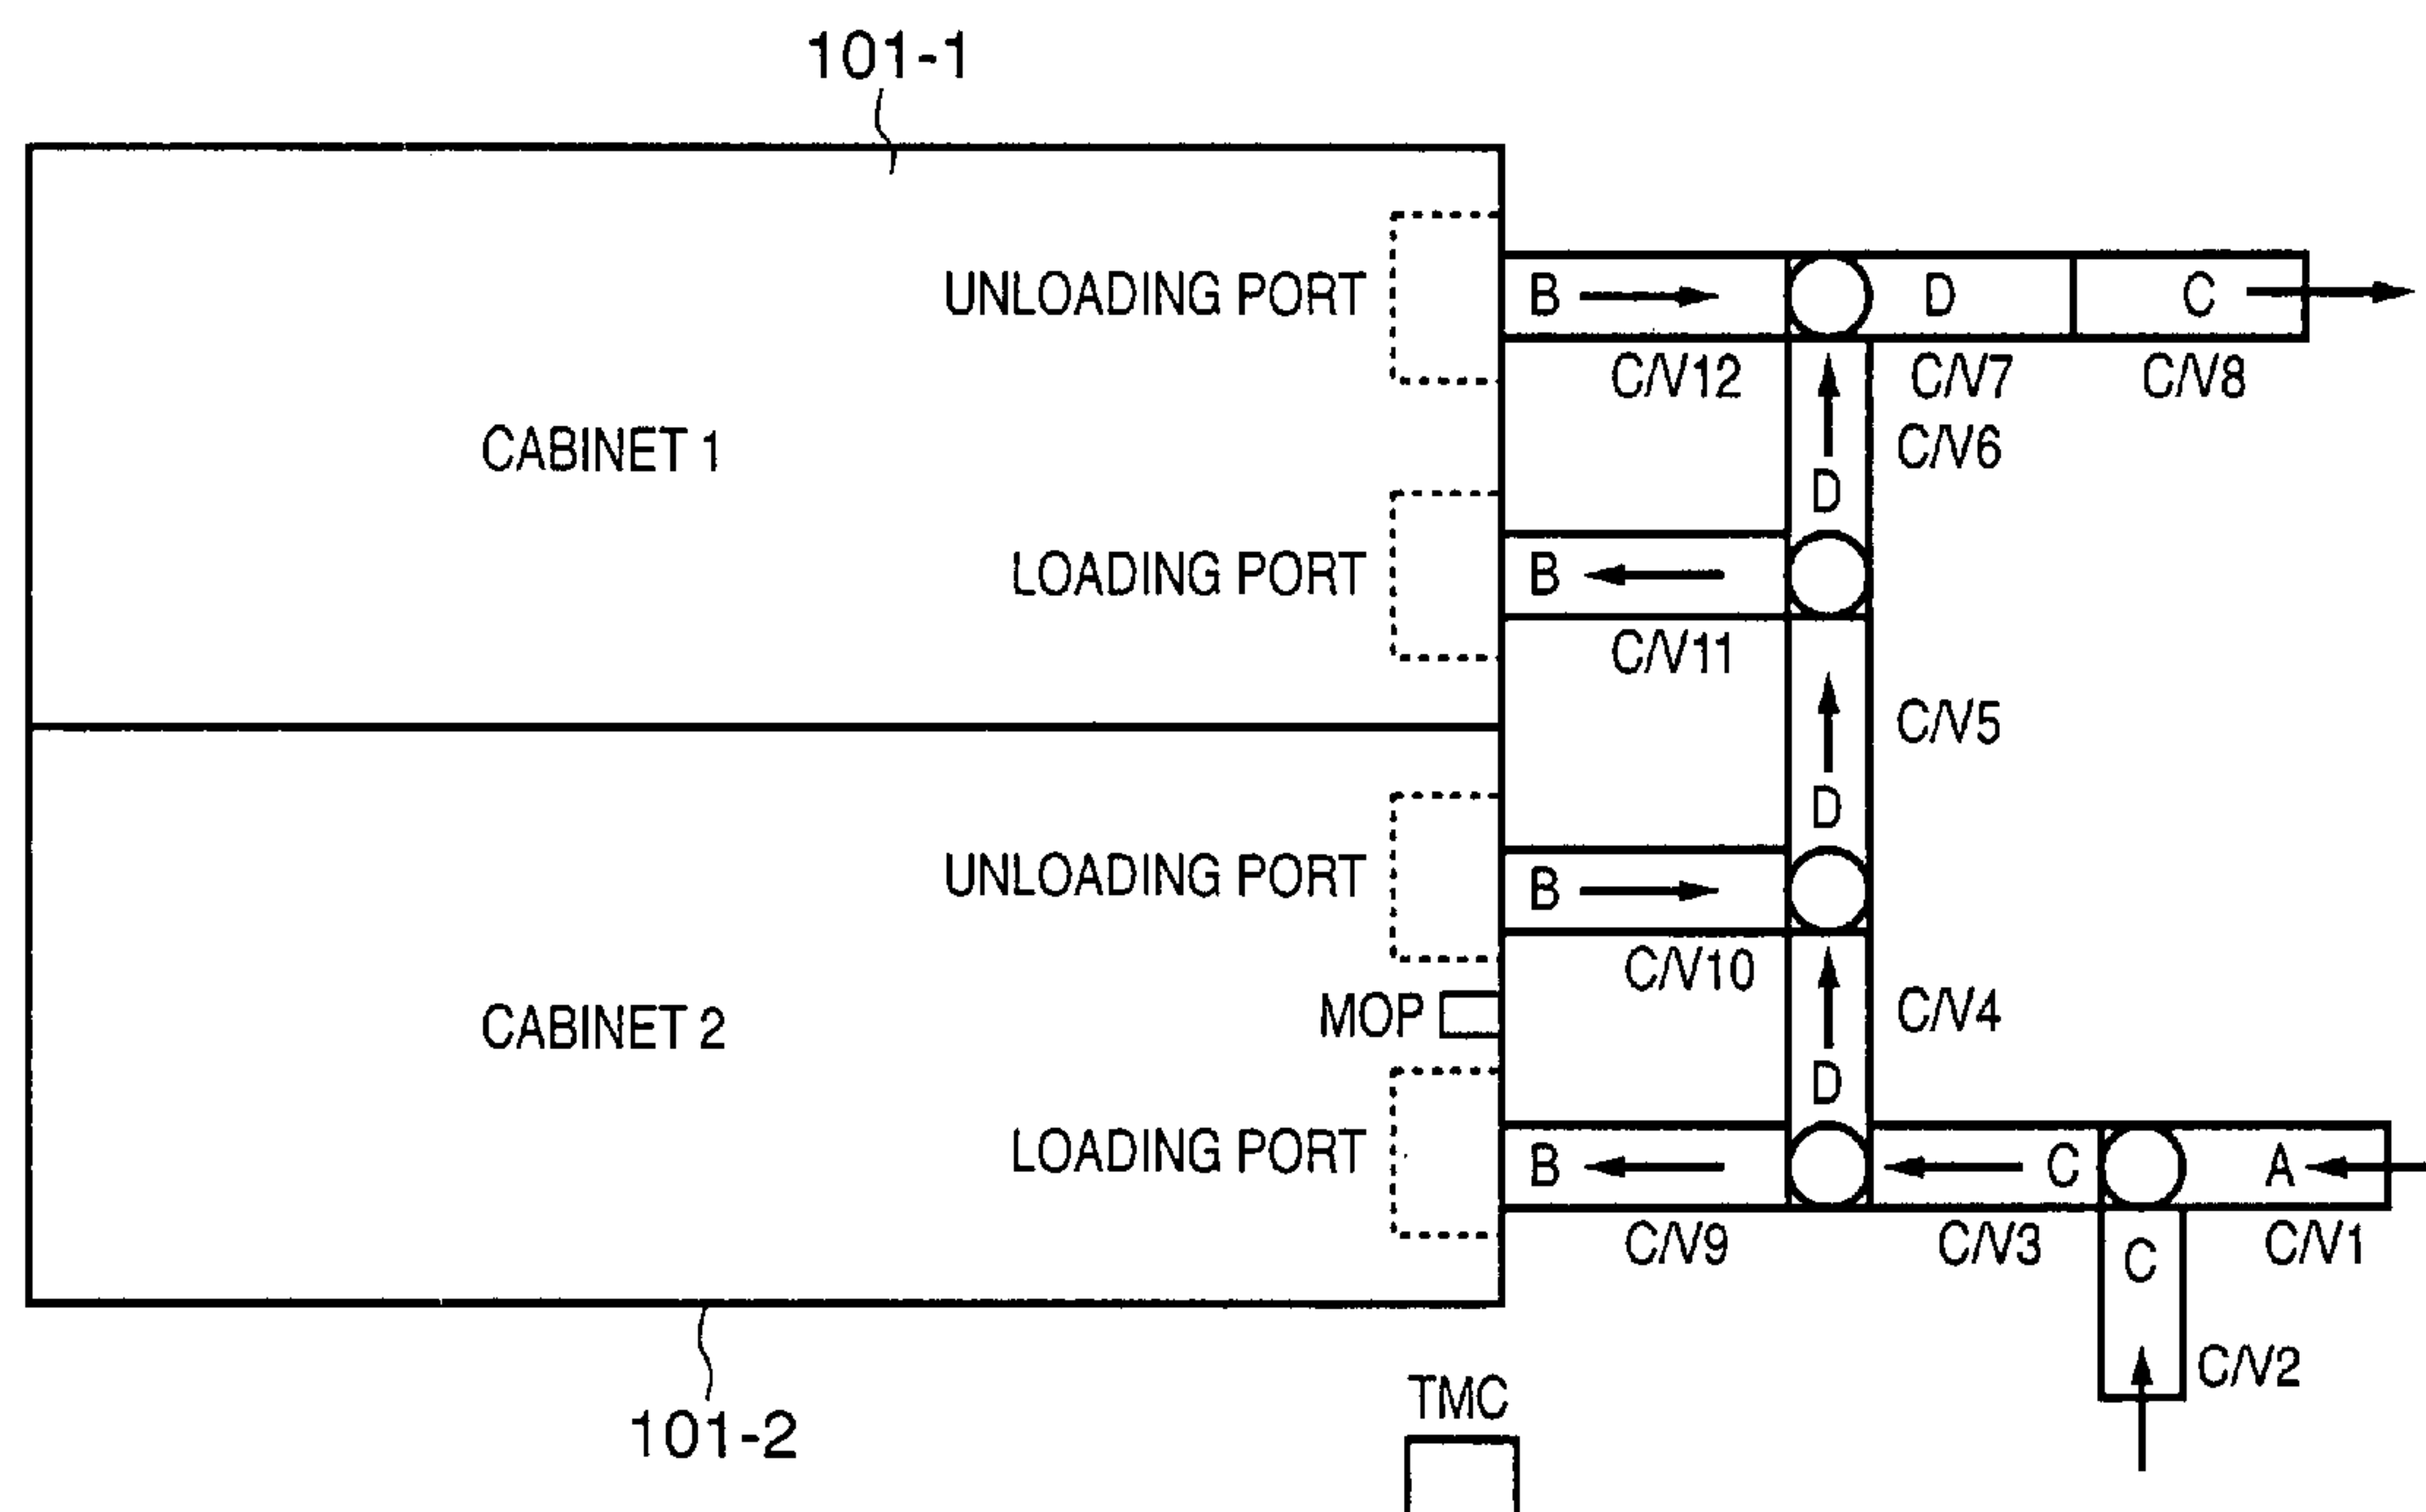 101-1
UNLOADING PORT
B
D
C
C/V12
C/V7
C/V8
CABINET 1
C/V6
D
LOADING PORT
B
C/V11
C/V5
D
UNLOADING PORT
B
C/V10
C/V4
MOP
CABINET 2
D
LOADING PORT
B
C
A
C/V9
C/V3
C/V1
C
C/V2
TMC
101-2